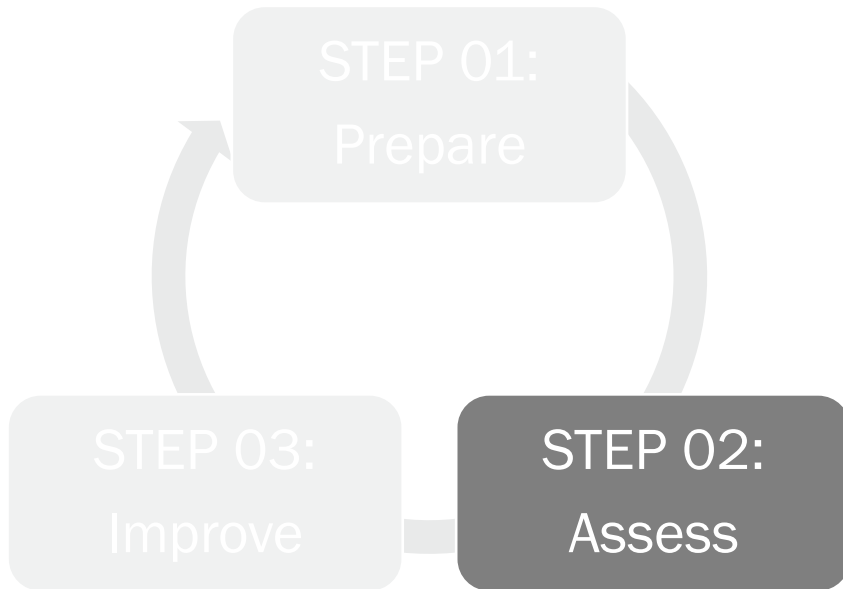 STEP 01:
Prepare
STEP 02:
Assess
STEP 03:
Improve